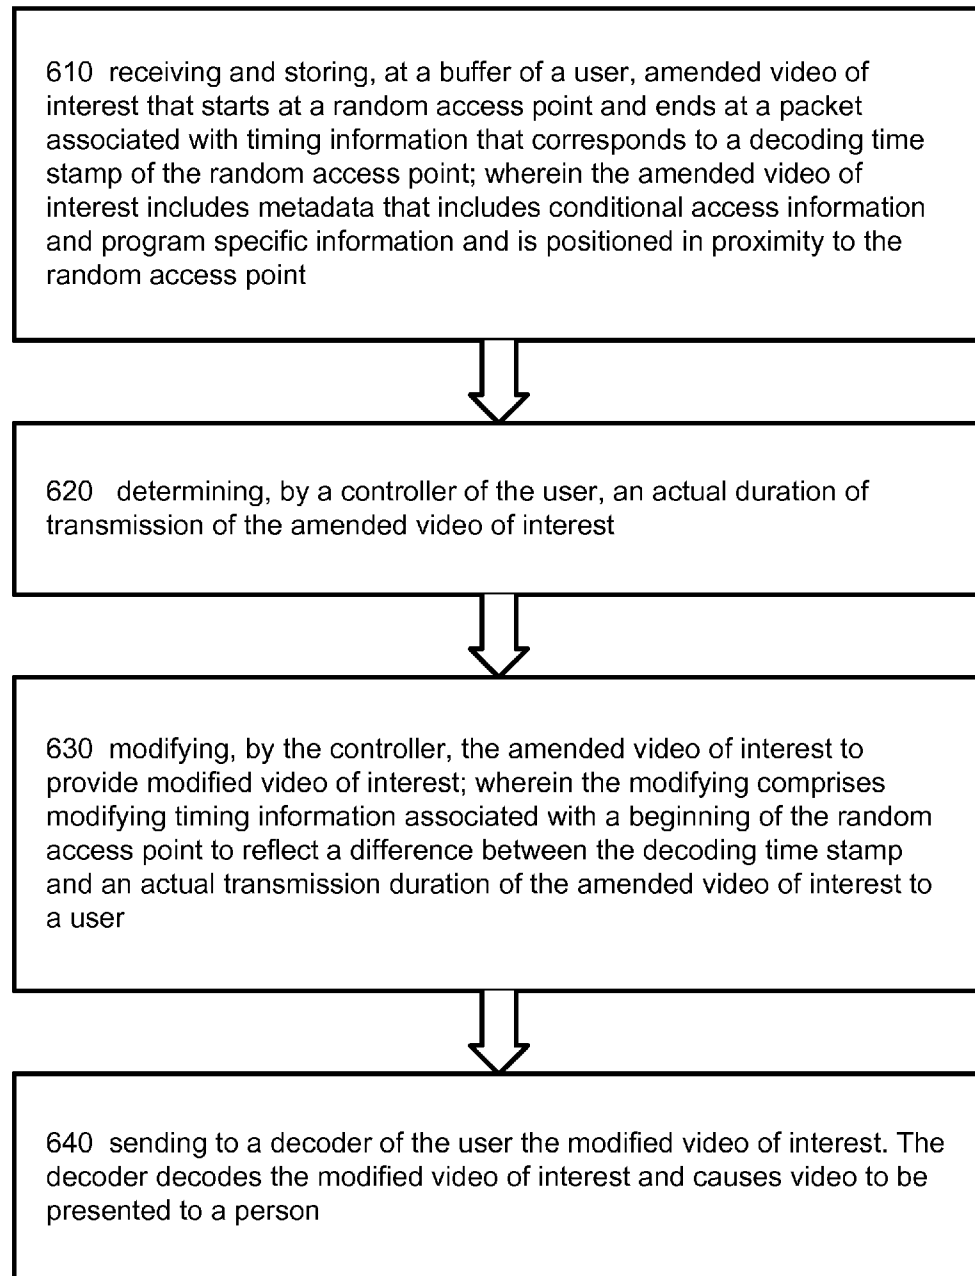 610  receiving and storing, at a buffer of a user, amended video of
interest that starts at a random access point and ends at a packet
associated with timing information that corresponds to a decoding time
stamp of the random access point; wherein the amended video of
interest includes metadata that includes conditional access information
and program specific information and is positioned in proximity to the
random access point
620   determining, by a controller of the user, an actual duration of
transmission of the amended video of interest
630  modifying, by the controller, the amended video of interest to
provide modified video of interest; wherein the modifying comprises
modifying timing information associated with a beginning of the random
access point to reflect a difference between the decoding time stamp
and an actual transmission duration of the amended video of interest to
a user
640  sending to a decoder of the user the modified video of interest. The
decoder decodes the modified video of interest and causes video to be
presented to a person